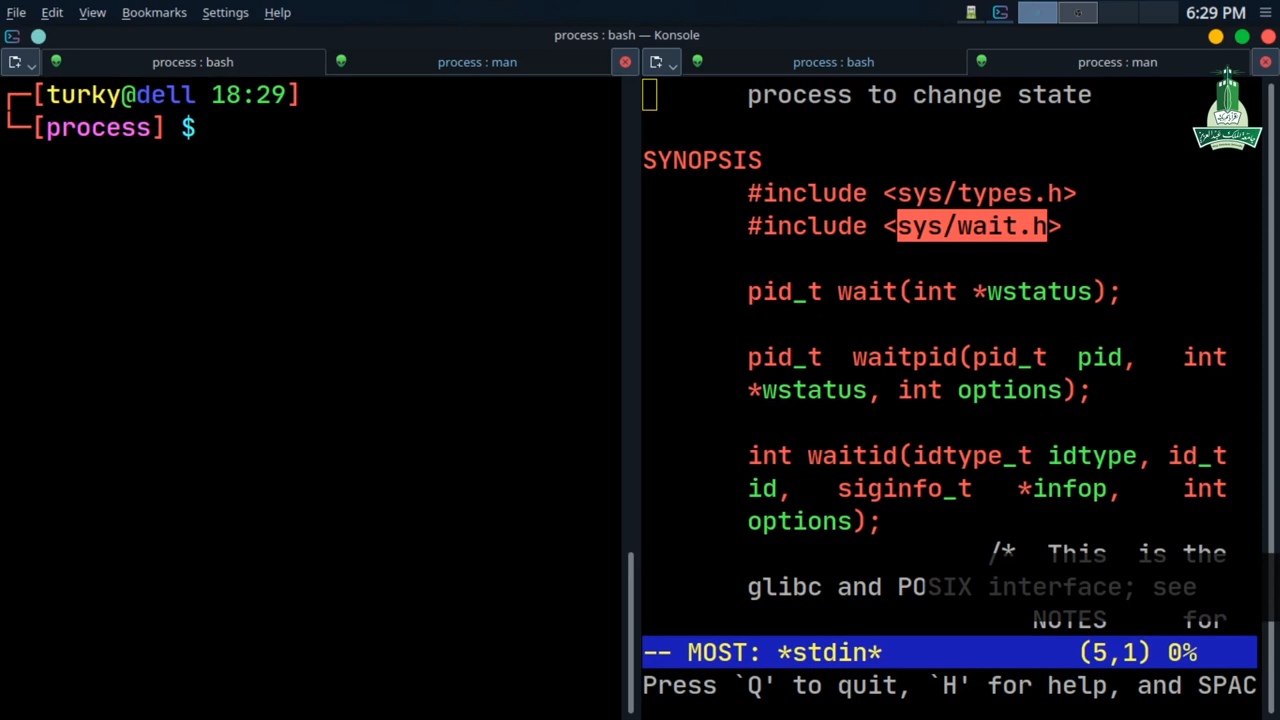 File Edit View Bookmarks Settings Help
6:29 PM
process : bash — Konsole
process : bash
process : man
process : bash
process : man
[turky@dell 18:29]
[process] $
process to change state
SYNOPSIS
#include <sys/types.h>
#include <sys/wait.h>
pid_t wait(int *wstatus);
pid_t waitpid(pid_t pid, int
*wstatus, int options);
int waitid(idtype_t idtype, id_t
id, siginfo_t *infop, int
options);
/* This is the
glibc and POSIX interface; see
NOTES for
-- MOST: *stdin* (5,1) 0%
Press `Q' to quit, `H' for help, and SPAC
جامعة الملك عبدالعزيز